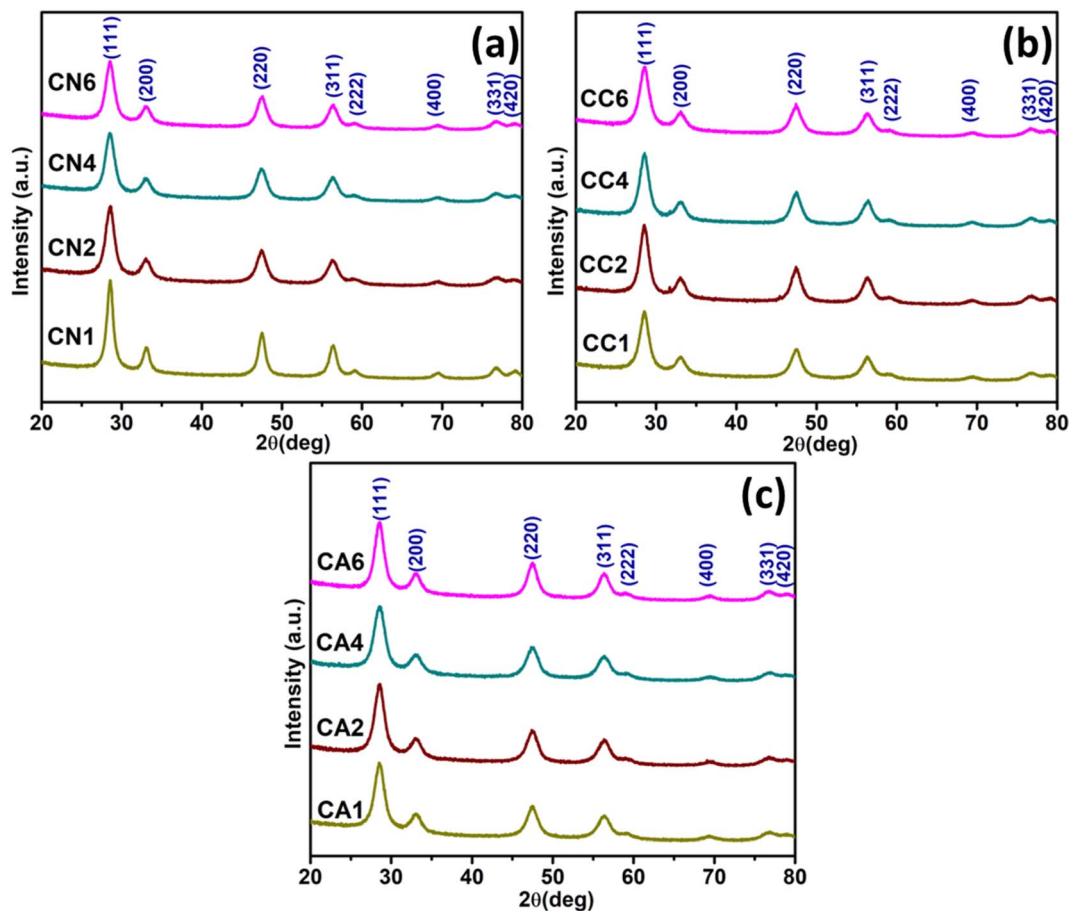 (a)
(111)
(200)
(220)
(311)
(222)
(400)
(331)
(420)
CN6
CN4
CN2
CN1
Intensity (a.u.)
20 30 40 50 60 70 80
2θ(deg)
(b)
(111)
(200)
(220)
(311)
(222)
(400)
(331)
(420)
CC6
CC4
CC2
CC1
Intensity (a.u.)
20 30 40 50 60 70 80
2θ(deg)
(c)
(111)
(200)
(220)
(311)
(222)
(400)
(331)
(420)
CA6
CA4
CA2
CA1
Intensity (a.u.)
20 30 40 50 60 70 80
2θ(deg)